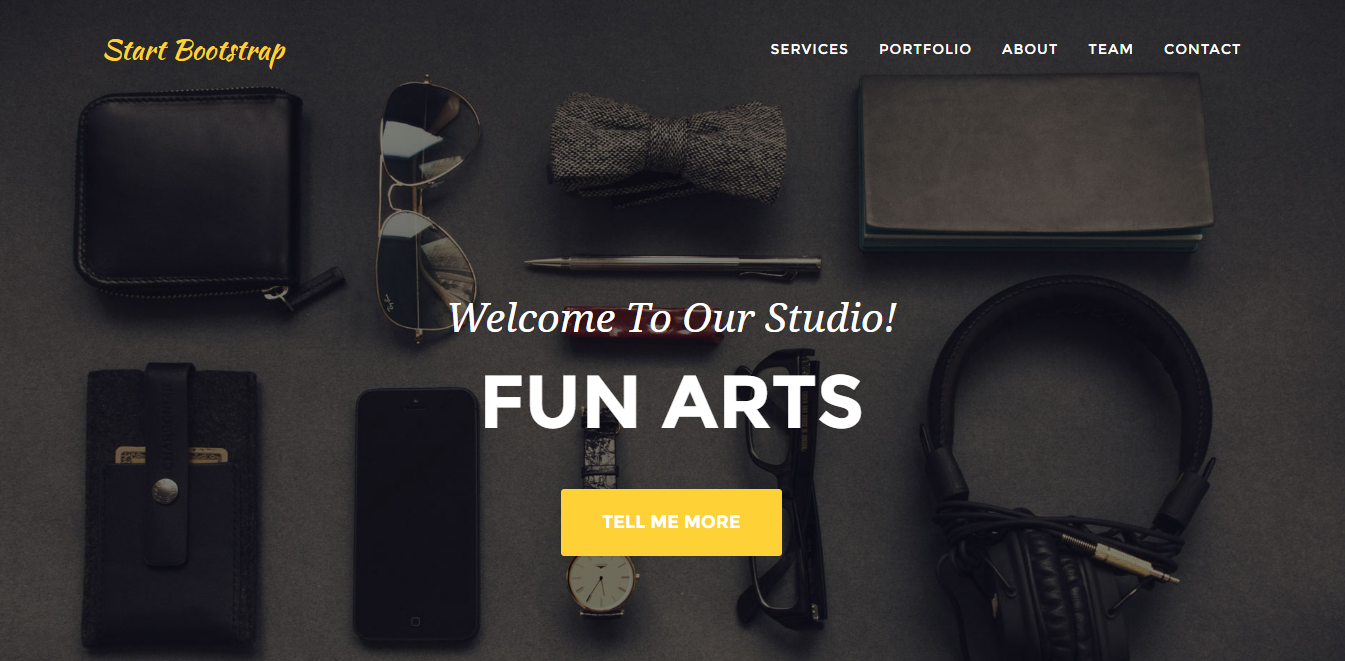 Start Bootstrap
SERVICES PORTFOLIO ABOUT TEAM CONTACT
Welcome To Our Studio!
FUN ARTS
TELL ME MORE